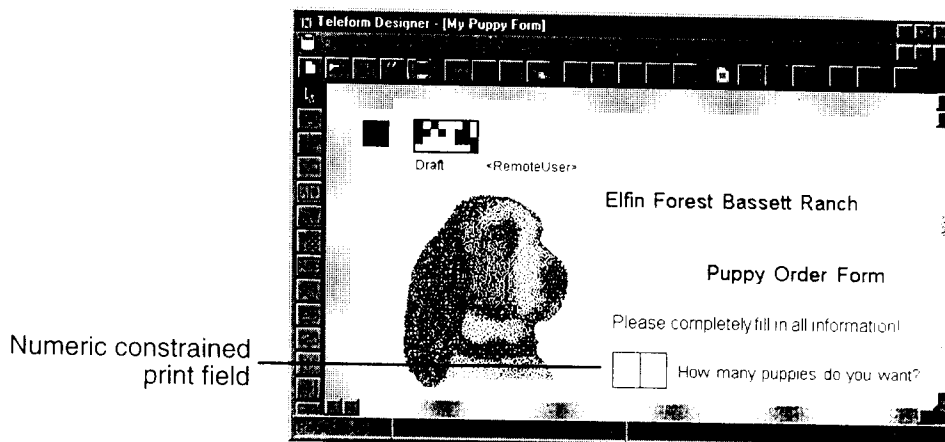 Teleform Designer - [My Puppy Form]
Draft <RemoteUser>
Elfin Forest Bassett Ranch
Puppy Order Form
Please completely fill in all information!
How many puppies do you want?
Numeric constrained
print field